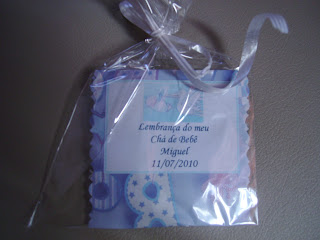 Lembrança do meu
Chá de Bebê
Miguel
11/07/2010